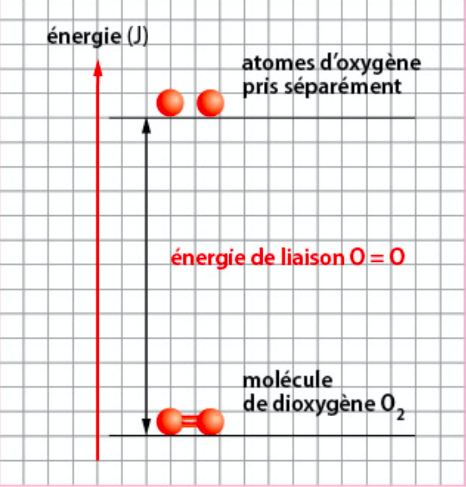 énergie (J)
atomes d'oxygène
pris séparément
énergie de liaison O = O
molécule
de dioxygène O₂